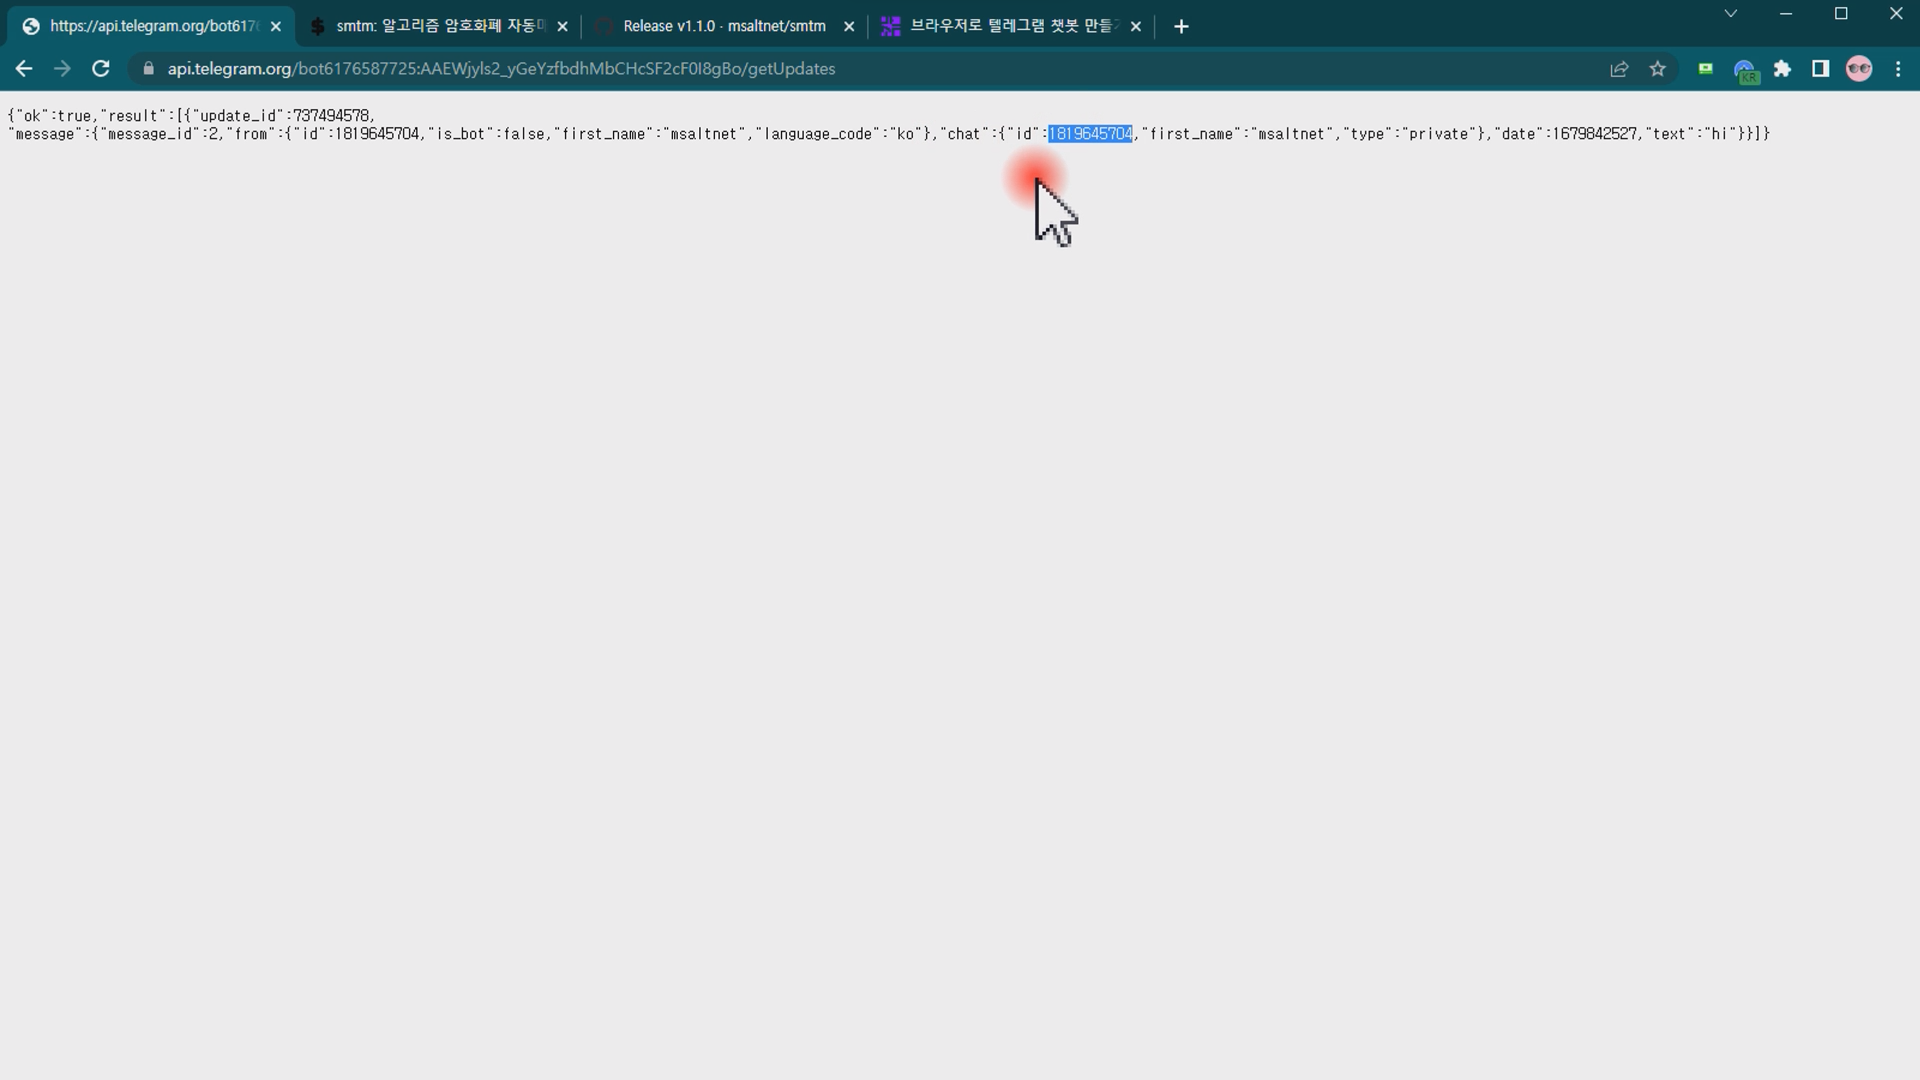 https://api.telegram.org/bot617
smtm: 알고리즘 암호화폐 자동
Release v1.1.0 · msaltnet/smtm
브라우저로 텔레그램 챗봇 만들
api.telegram.org/bot6176587725:AAEWjyls2_yGeYzfbdhMbCHcSF2cF0I8gBo/getUpdates
KR
{"ok":true,"result":[{"update_id":737494578,
"message":{"message_id":2,"from":{"id":1819645704,"is_bot":false,"first_name":"msaltnet","language_code":"ko"},"chat":{"id":1819645704,"first_name":"msaltnet","type":"private"},"date":1679842527,"text":"hi"}}]}